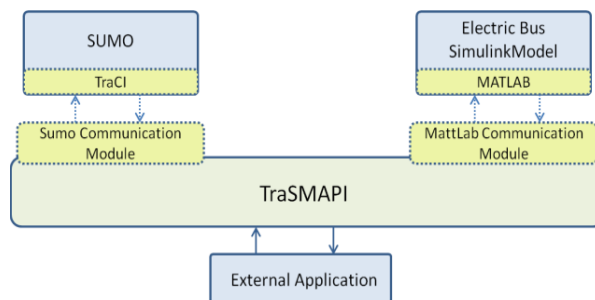 SUMO
TraCI
Sumo Communication
Module
Electric Bus
SimulinkModel
MATLAB
MattLab Communication
Module
TraSMAPI
External Application